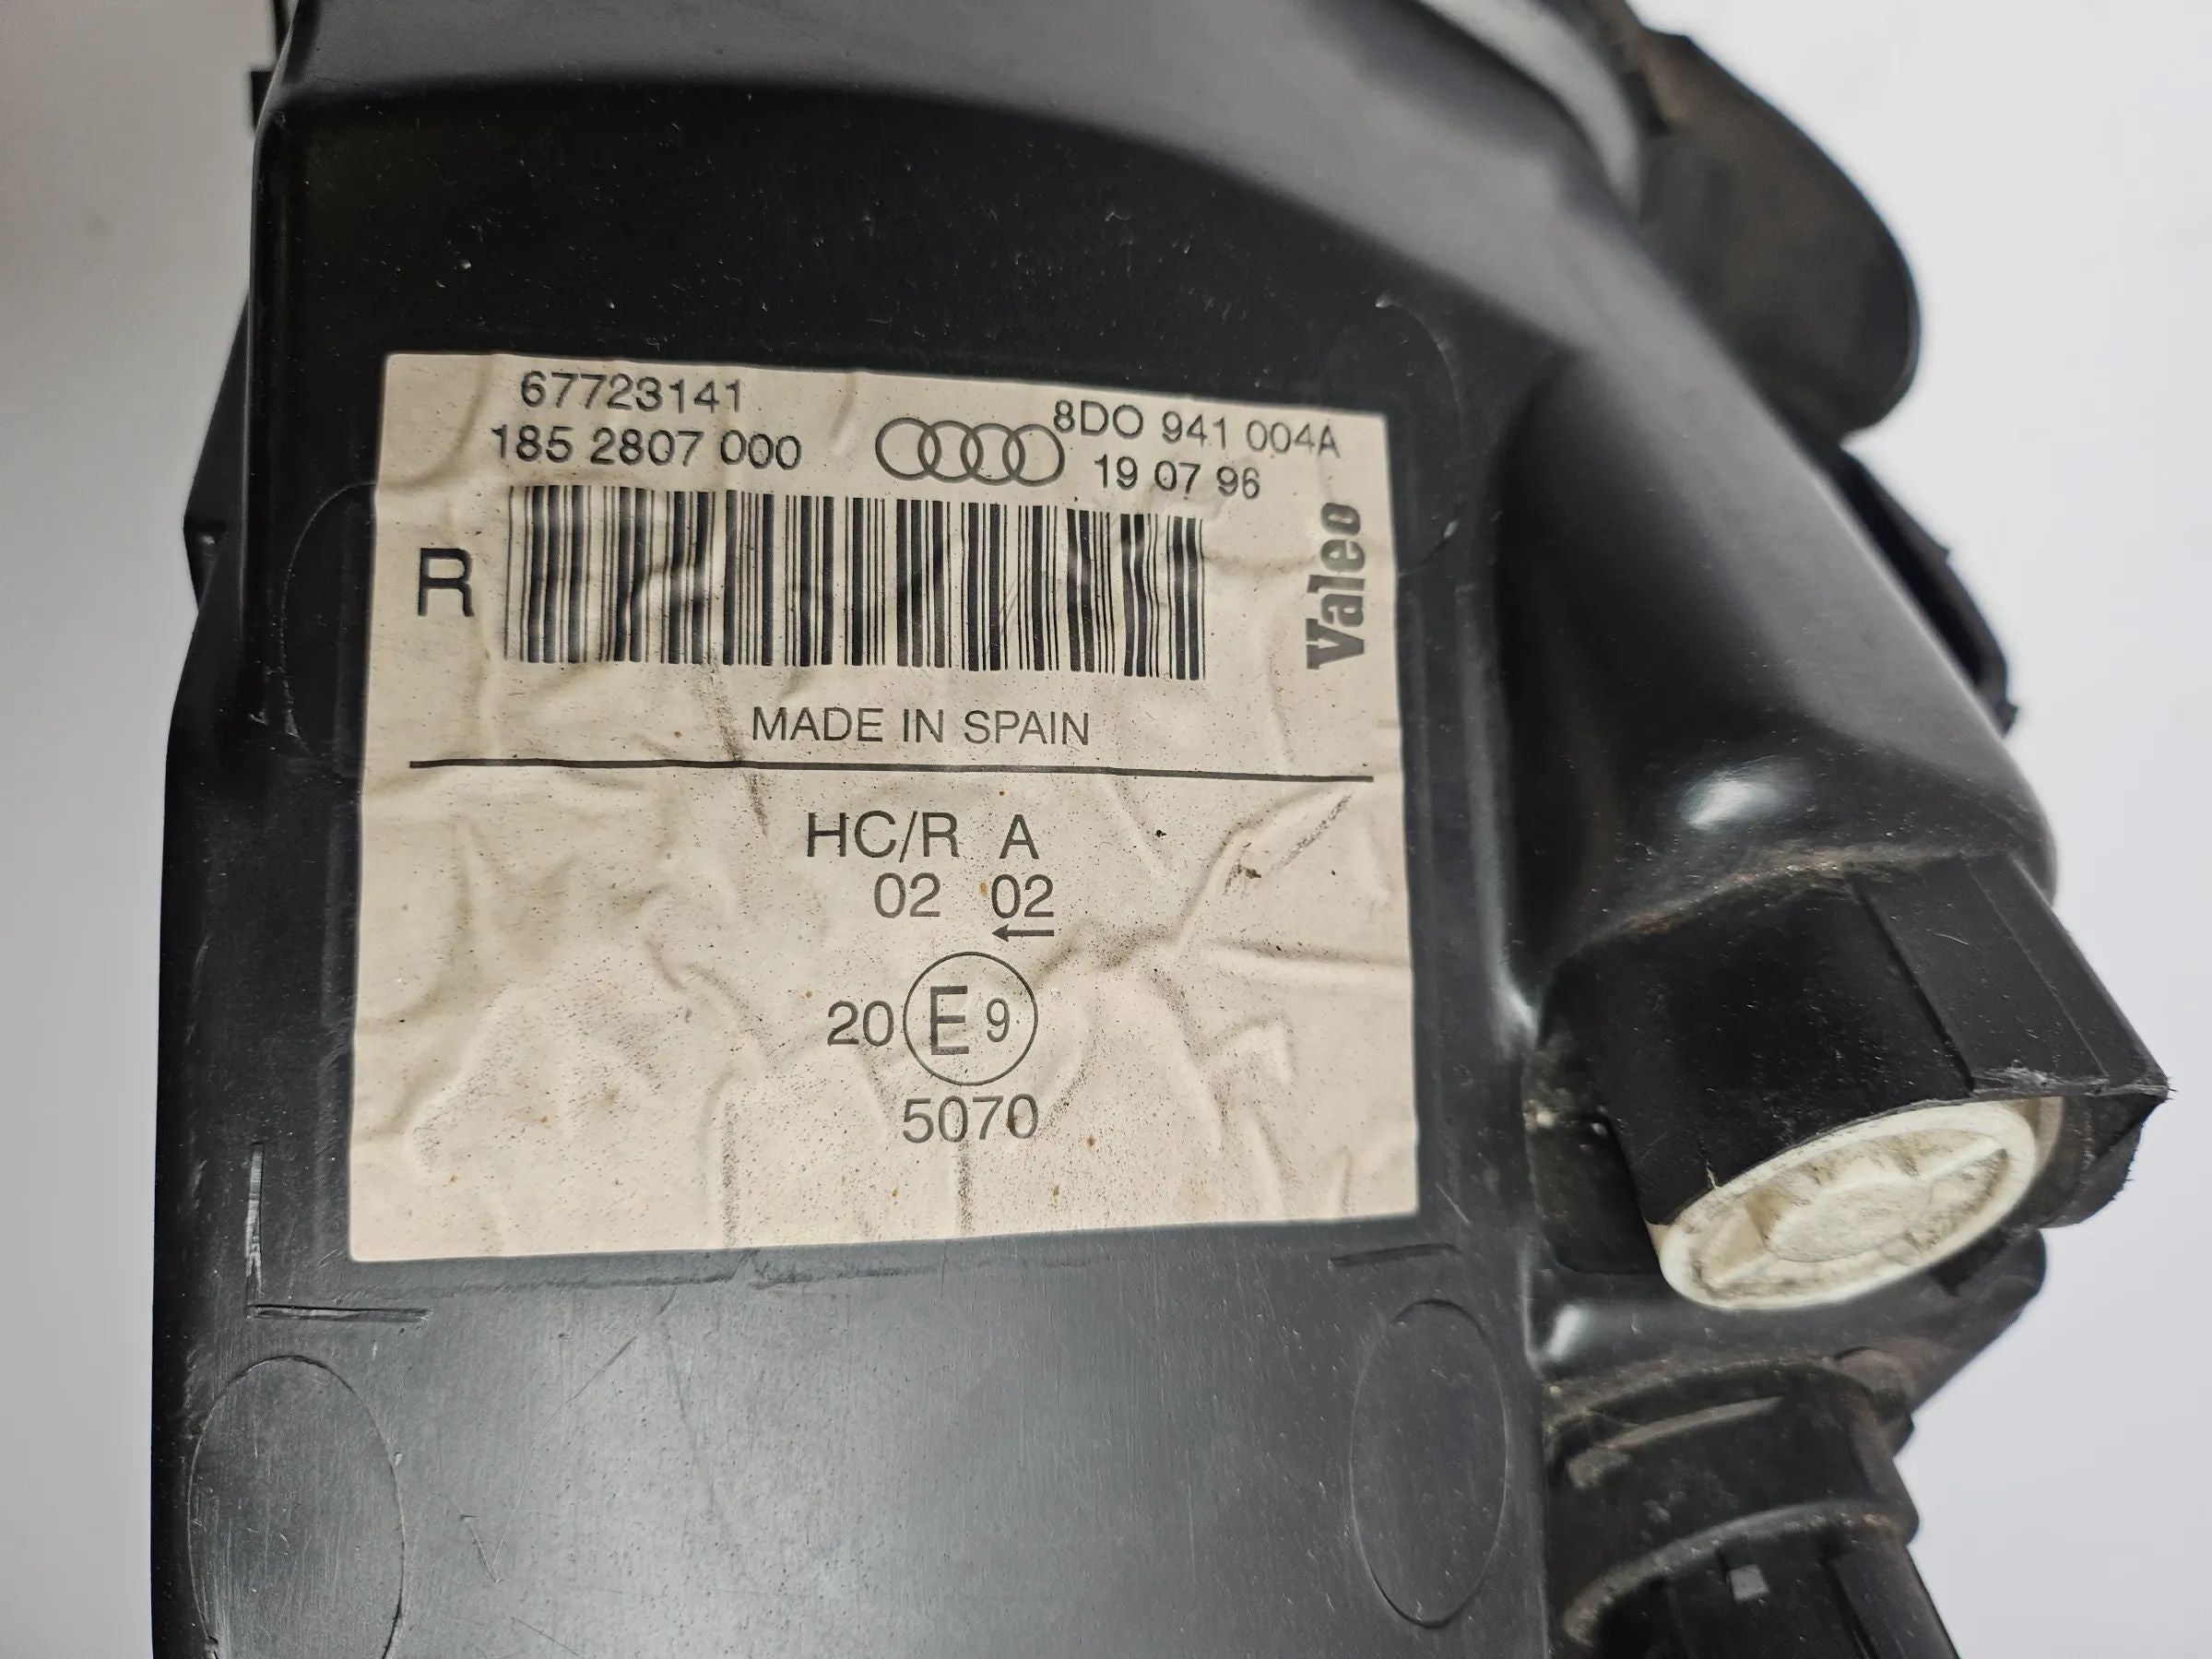 67723141
185 2807 000
8DO 941 004A
19 07 96
R
Valeo
MADE IN SPAIN
HC/R A
02 02
←
20 E 9
5070